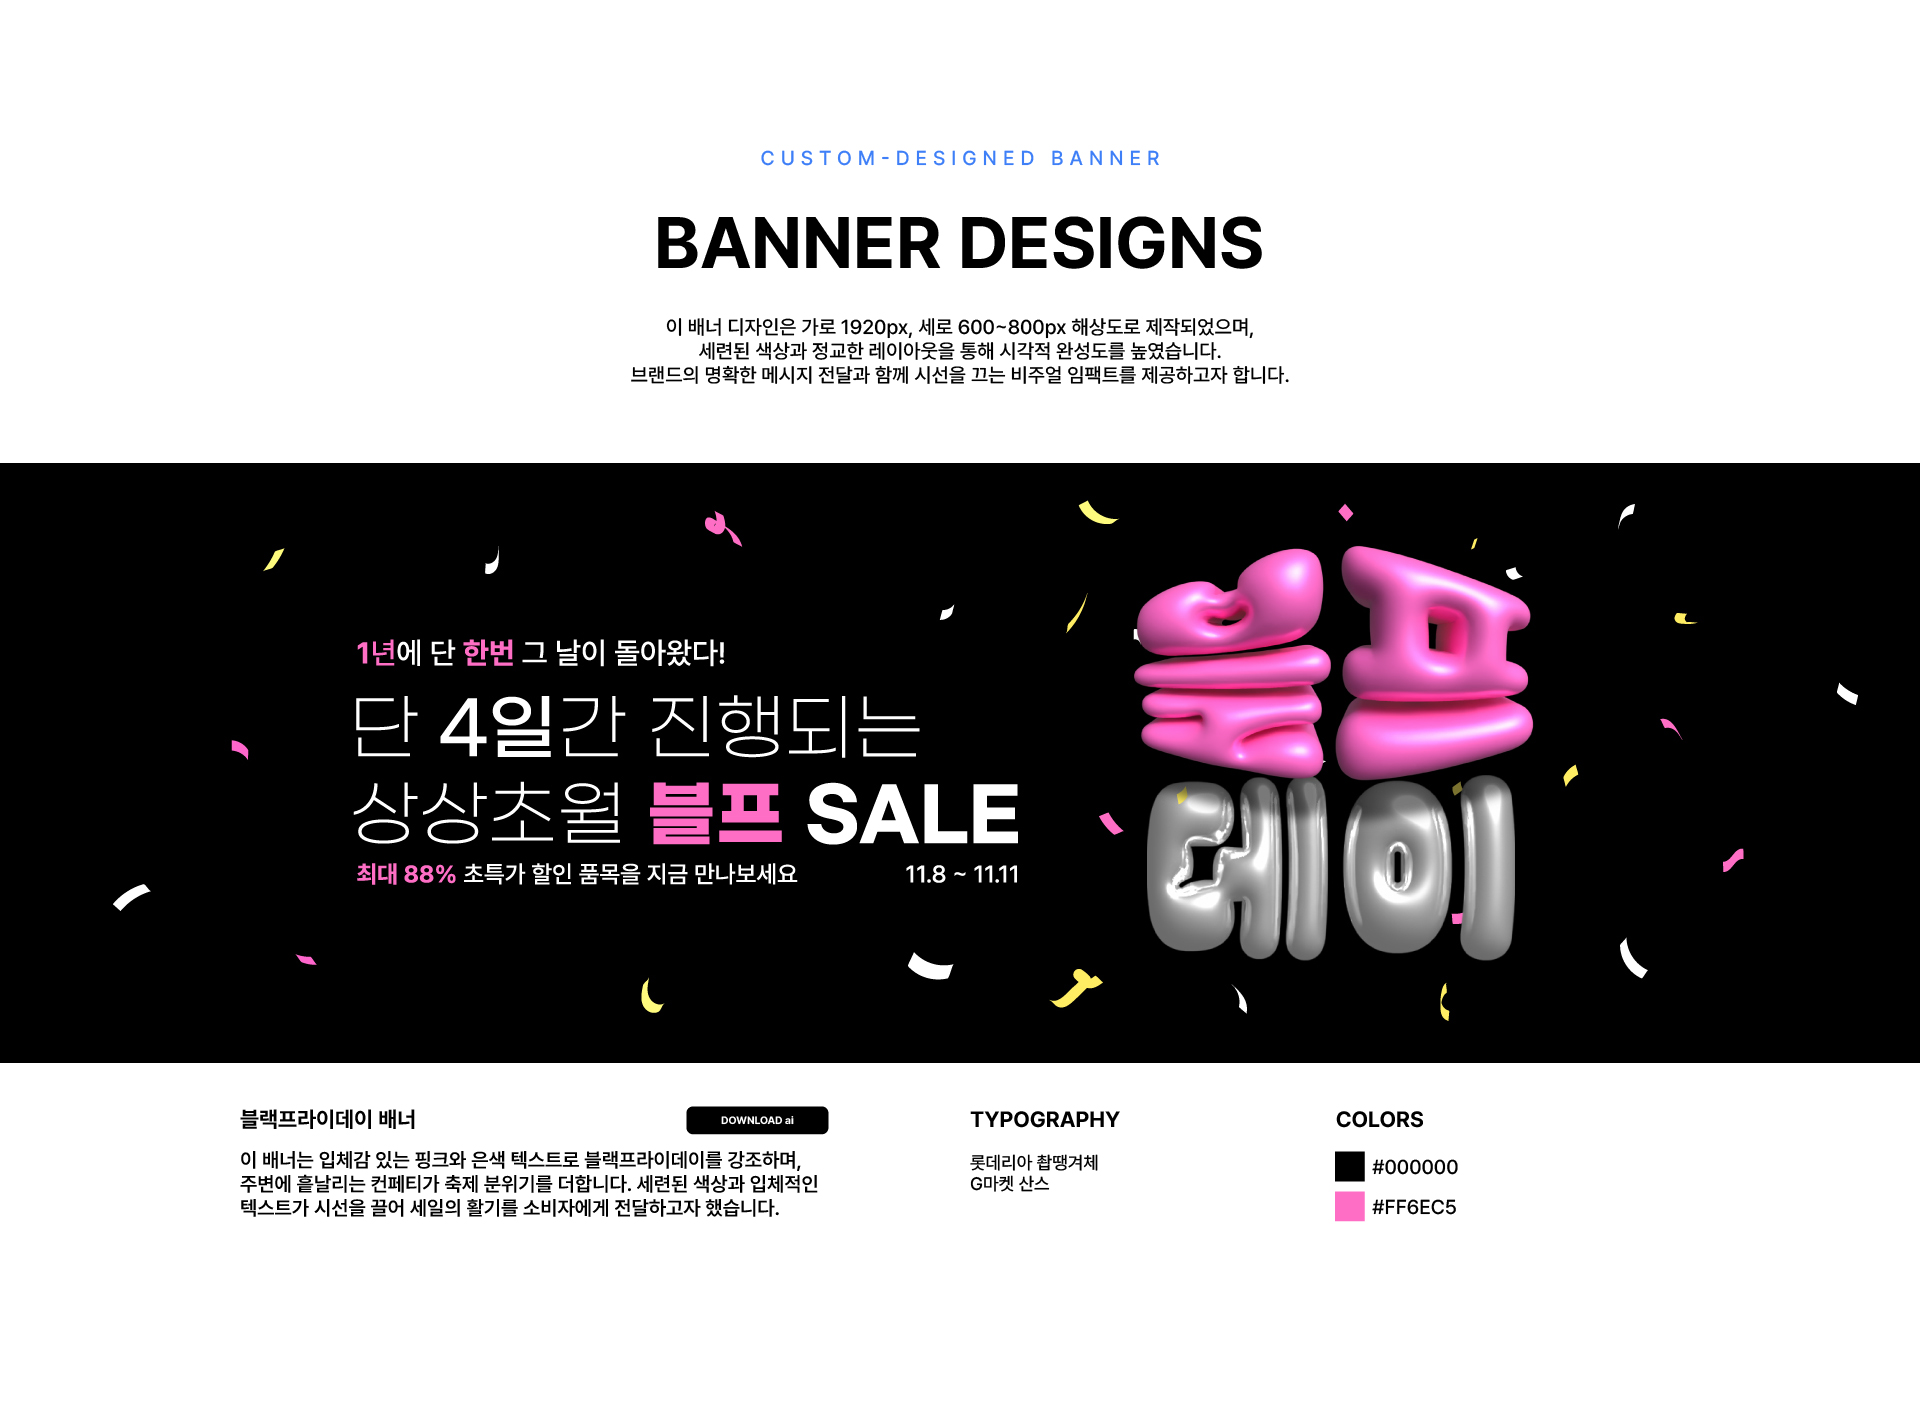 CUSTOM-DESIGNED BANNER
BANNER DESIGNS
이 배너 디자인은 가로 1920px, 세로 600~800px 해상도로 제작되었으며,
세련된 색상과 정교한 레이아웃을 통해 시각적 완성도를 높였습니다.
브랜드의 명확한 메시지 전달과 함께 시선을 끄는 비주얼 임팩트를 제공하고자 합니다.
1년에 단 한번 그 날이 돌아왔다!
단 4일간 진행되는
상상초월 블프 SALE
최대 88% 초특가 할인 품목을 지금 만나보세요
11.8 ~ 11.11
블프
데이
블랙프라이데이 배너
DOWNLOAD ai
이 배너는 입체감 있는 핑크와 은색 텍스트로 블랙프라이데이를 강조하며,
주변에 흩날리는 컨페티가 축제 분위기를 더합니다. 세련된 색상과 입체적인
텍스트가 시선을 끌어 세일의 활기를 소비자에게 전달하고자 했습니다.
TYPOGRAPHY
롯데리아 촵땡겨체
G마켓 산스
COLORS
#000000
#FF6EC5